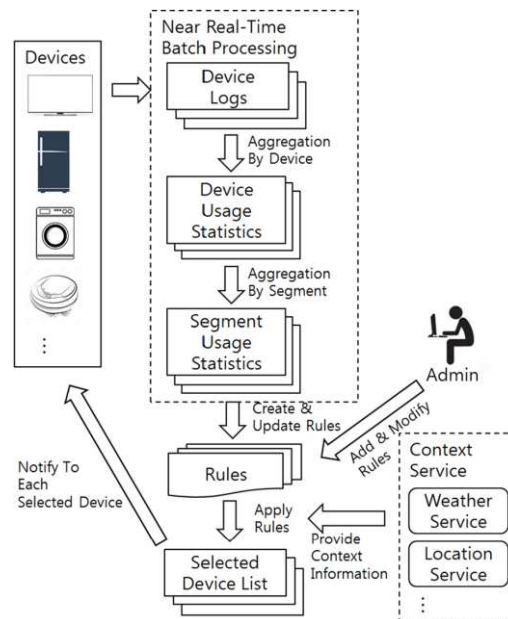 Devices
⋮
Near Real-Time
Batch Processing
Device
Logs
Aggregation
By Device
Device
Usage
Statistics
Aggregation
By Segment
Segment
Usage
Statistics
Create &
Update Rules
Admin
Add & Modify
Rules
Rules
Apply
Rules
Notify To
Each
Selected Device
Selected
Device List
Provide
Context
Information
Context
Service
Weather
Service
Location
Service
⋮